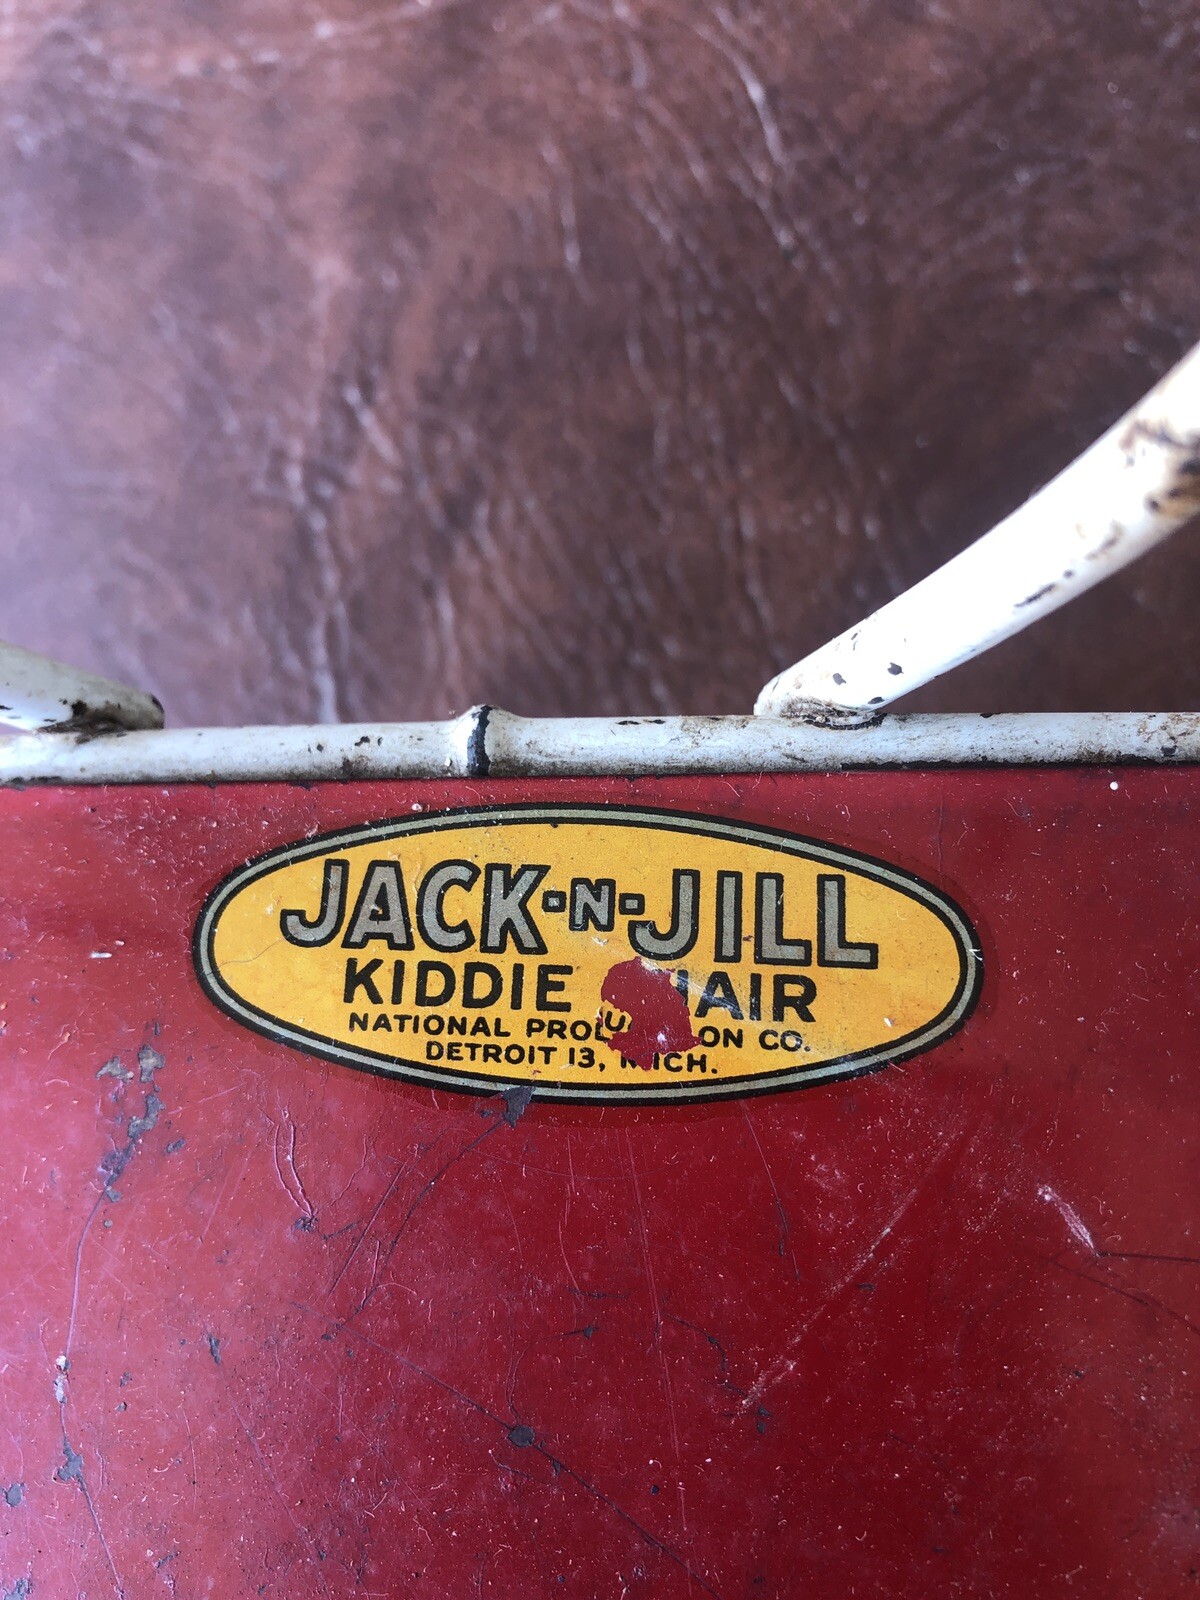 JACK-N-JILL
KIDDIE
NATIONAL CO.
DETROIT 13,